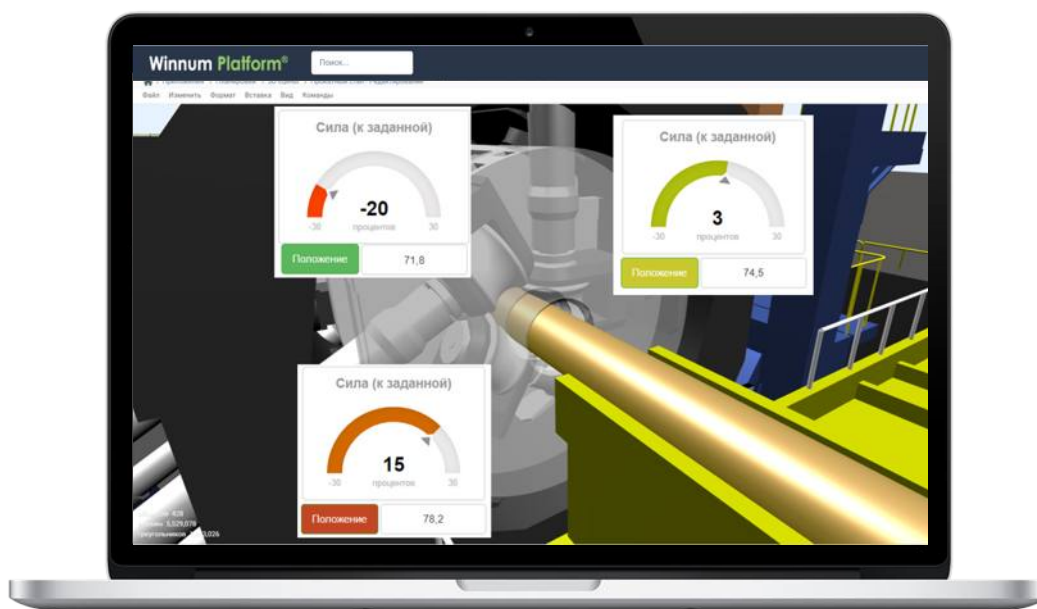 Winnum Platform®
Поиск...
Файл Изменить Формат Вставка Вид Команды
Сила (к заданной)
-20
-30 процентов 30
Положение 71,8
Сила (к заданной)
3
-30 процентов 30
Положение 74,5
Сила (к заданной)
15
-30 процентов 30
Положение 78,2